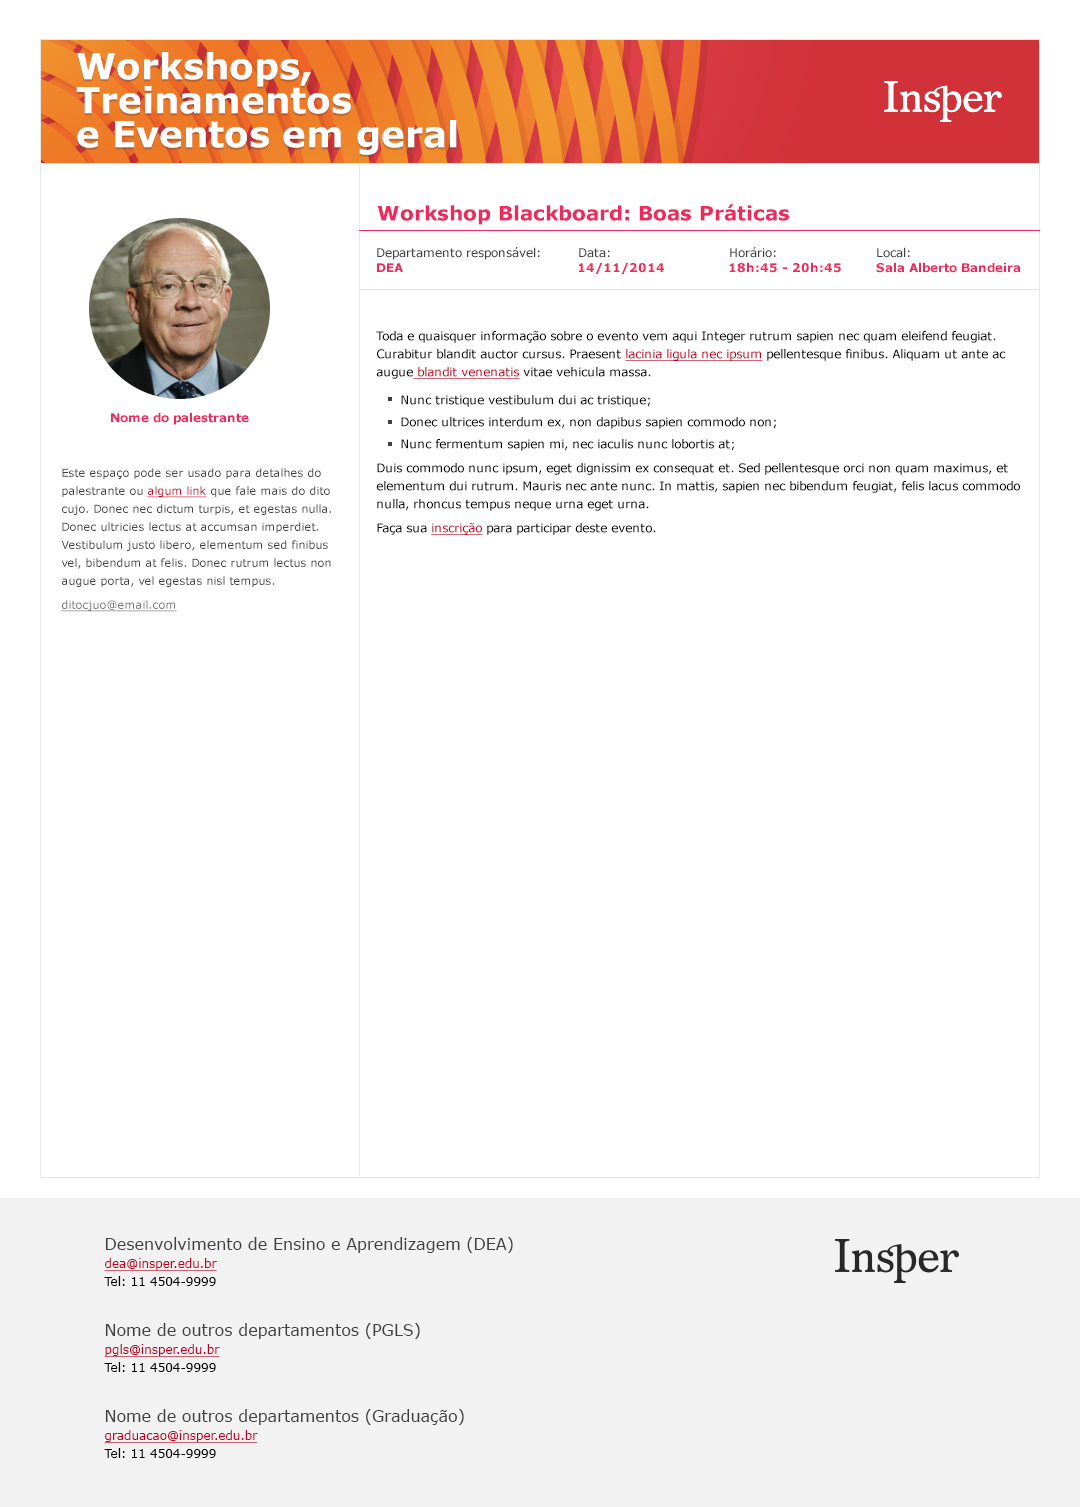 Workshops,
Treinamentos
e Eventos em geral
Insper
Nome do palestrante
Este espaço pode ser usado para detalhes do
palestrante ou algum link que fale mais do dito
cujo. Donec nec dictum turpis, et egestas nulla.
Donec ultricies lectus at accumsan imperdiet.
Vestibulum justo libero, elementum sed finibus
vel, bibendum at felis. Donec rutrum lectus non
augue porta, vel egestas nisl tempus.
ditocjuo@email.com
Workshop Blackboard: Boas Práticas
Departamento responsável: Data: Horário: Local:
DEA 14/11/2014 18h:45 - 20h:45 Sala Alberto Bandeira
Toda e quaisquer informação sobre o evento vem aqui Integer rutrum sapien nec quam eleifend feugiat.
Curabitur blandit auctor cursus. Praesent lacinia ligula nec ipsum pellentesque finibus. Aliquam ut ante ac
augue blandit venenatis vitae vehicula massa.
Nunc tristique vestibulum dui ac tristique;
Donec ultrices interdum ex, non dapibus sapien commodo non;
Nunc fermentum sapien mi, nec iaculis nunc lobortis at;
Duis commodo nunc ipsum, eget dignissim ex consequat et. Sed pellentesque orci non quam maximus, et
elementum dui rutrum. Mauris nec ante nunc. In mattis, sapien nec bibendum feugiat, felis lacus commodo
nulla, rhoncus tempus neque urna eget urna.
Faça sua inscrição para participar deste evento.
Desenvolvimento de Ensino e Aprendizagem (DEA)
dea@insper.edu.br
Tel: 11 4504-9999
Nome de outros departamentos (PGLS)
pgls@insper.edu.br
Tel: 11 4504-9999
Nome de outros departamentos (Graduação)
graduacao@insper.edu.br
Tel: 11 4504-9999
Insper